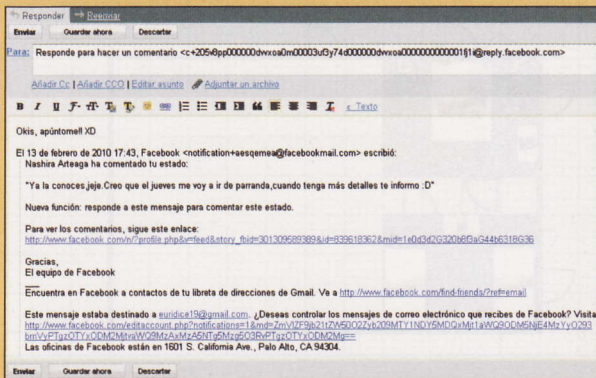 Responder → Reenviar
Enviar Guardar ahora Descartar
Para: Responde para hacer un comentario
Añadir Cc | Añadir CCO | Editar asunto Adjuntar un archivo
« Texto
Okis, apúntome!! XD
El 13 de febrero de 2010 17:43, Facebook <notification+aesqemea@facebookmail.com> escribió:
Nashira Arteaga ha comentado tu estado:
"Ya la conoces,jeje.Creo que el jueves me voy a ir de parranda,cuando tenga más detalles te informo :D"
Nueva función: responde a este mensaje para comentar este estado.
Para ver los comentarios, sigue este enlace:
Gracias,
El equipo de Facebook
Encuentra en Facebook a contactos de tu libreta de direcciones de Gmail. Ve a http://www.facebook.com/find-friends/?ref=email
Este mensaje estaba destinado a euridice19@gmail.com. ¿Deseas controlar los mensajes de correo electrónico que recibes de Facebook? Visita
Las oficinas de Facebook están en 1601 S. California Ave., Palo Alto, CA 94304.
Enviar Guardar ahora Descartar